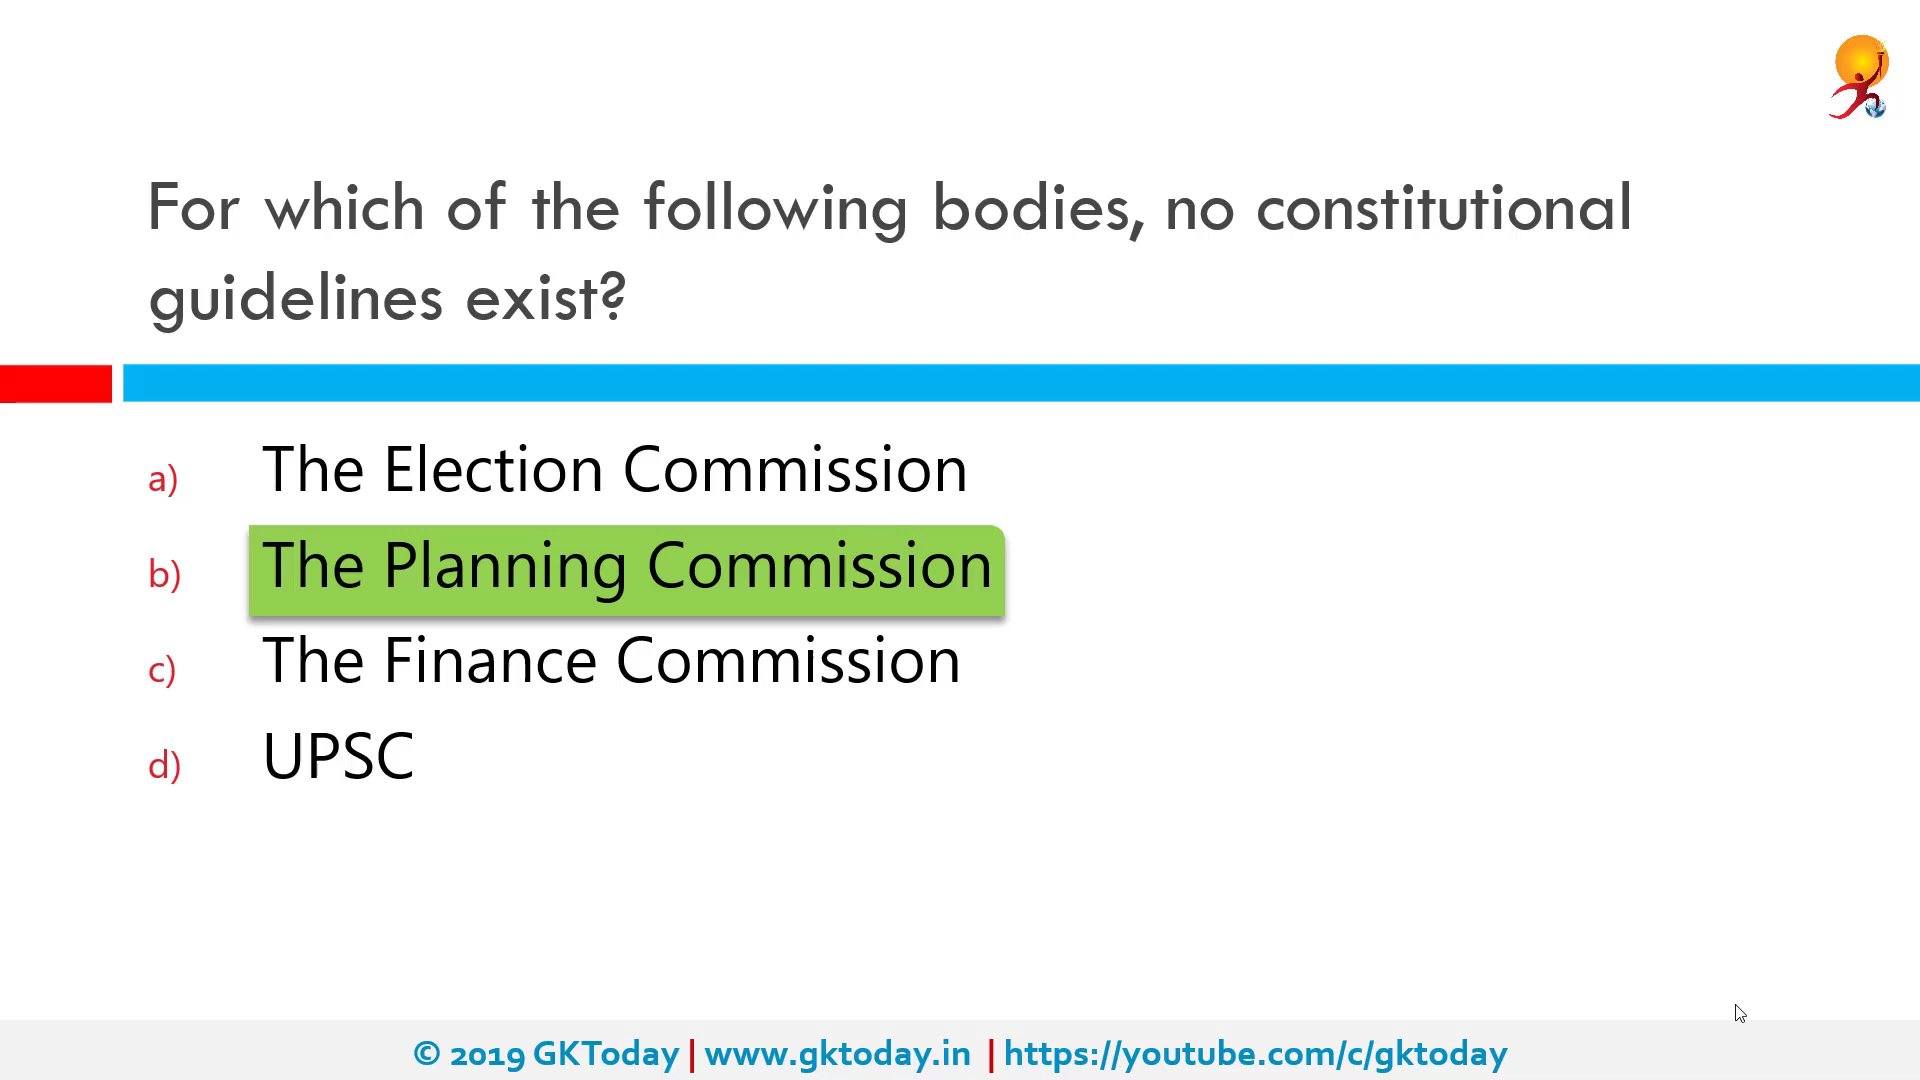 For which of the following bodies, no constitutional
guidelines exist?
a) The Election Commission
b) The Planning Commission
c) The Finance Commission
d) UPSC
© 2019 GKToday | www.gktoday.in | https://youtube.com/c/gktoday